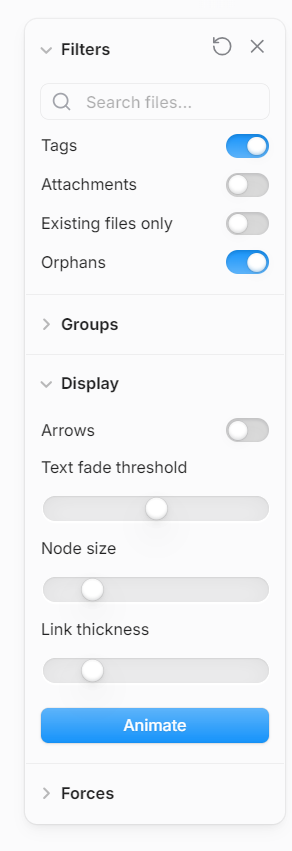 Filters
Search files...
Tags
Attachments
Existing files only
Orphans
Groups
Display
Arrows
Text fade threshold
Node size
Link thickness
Animate
Forces